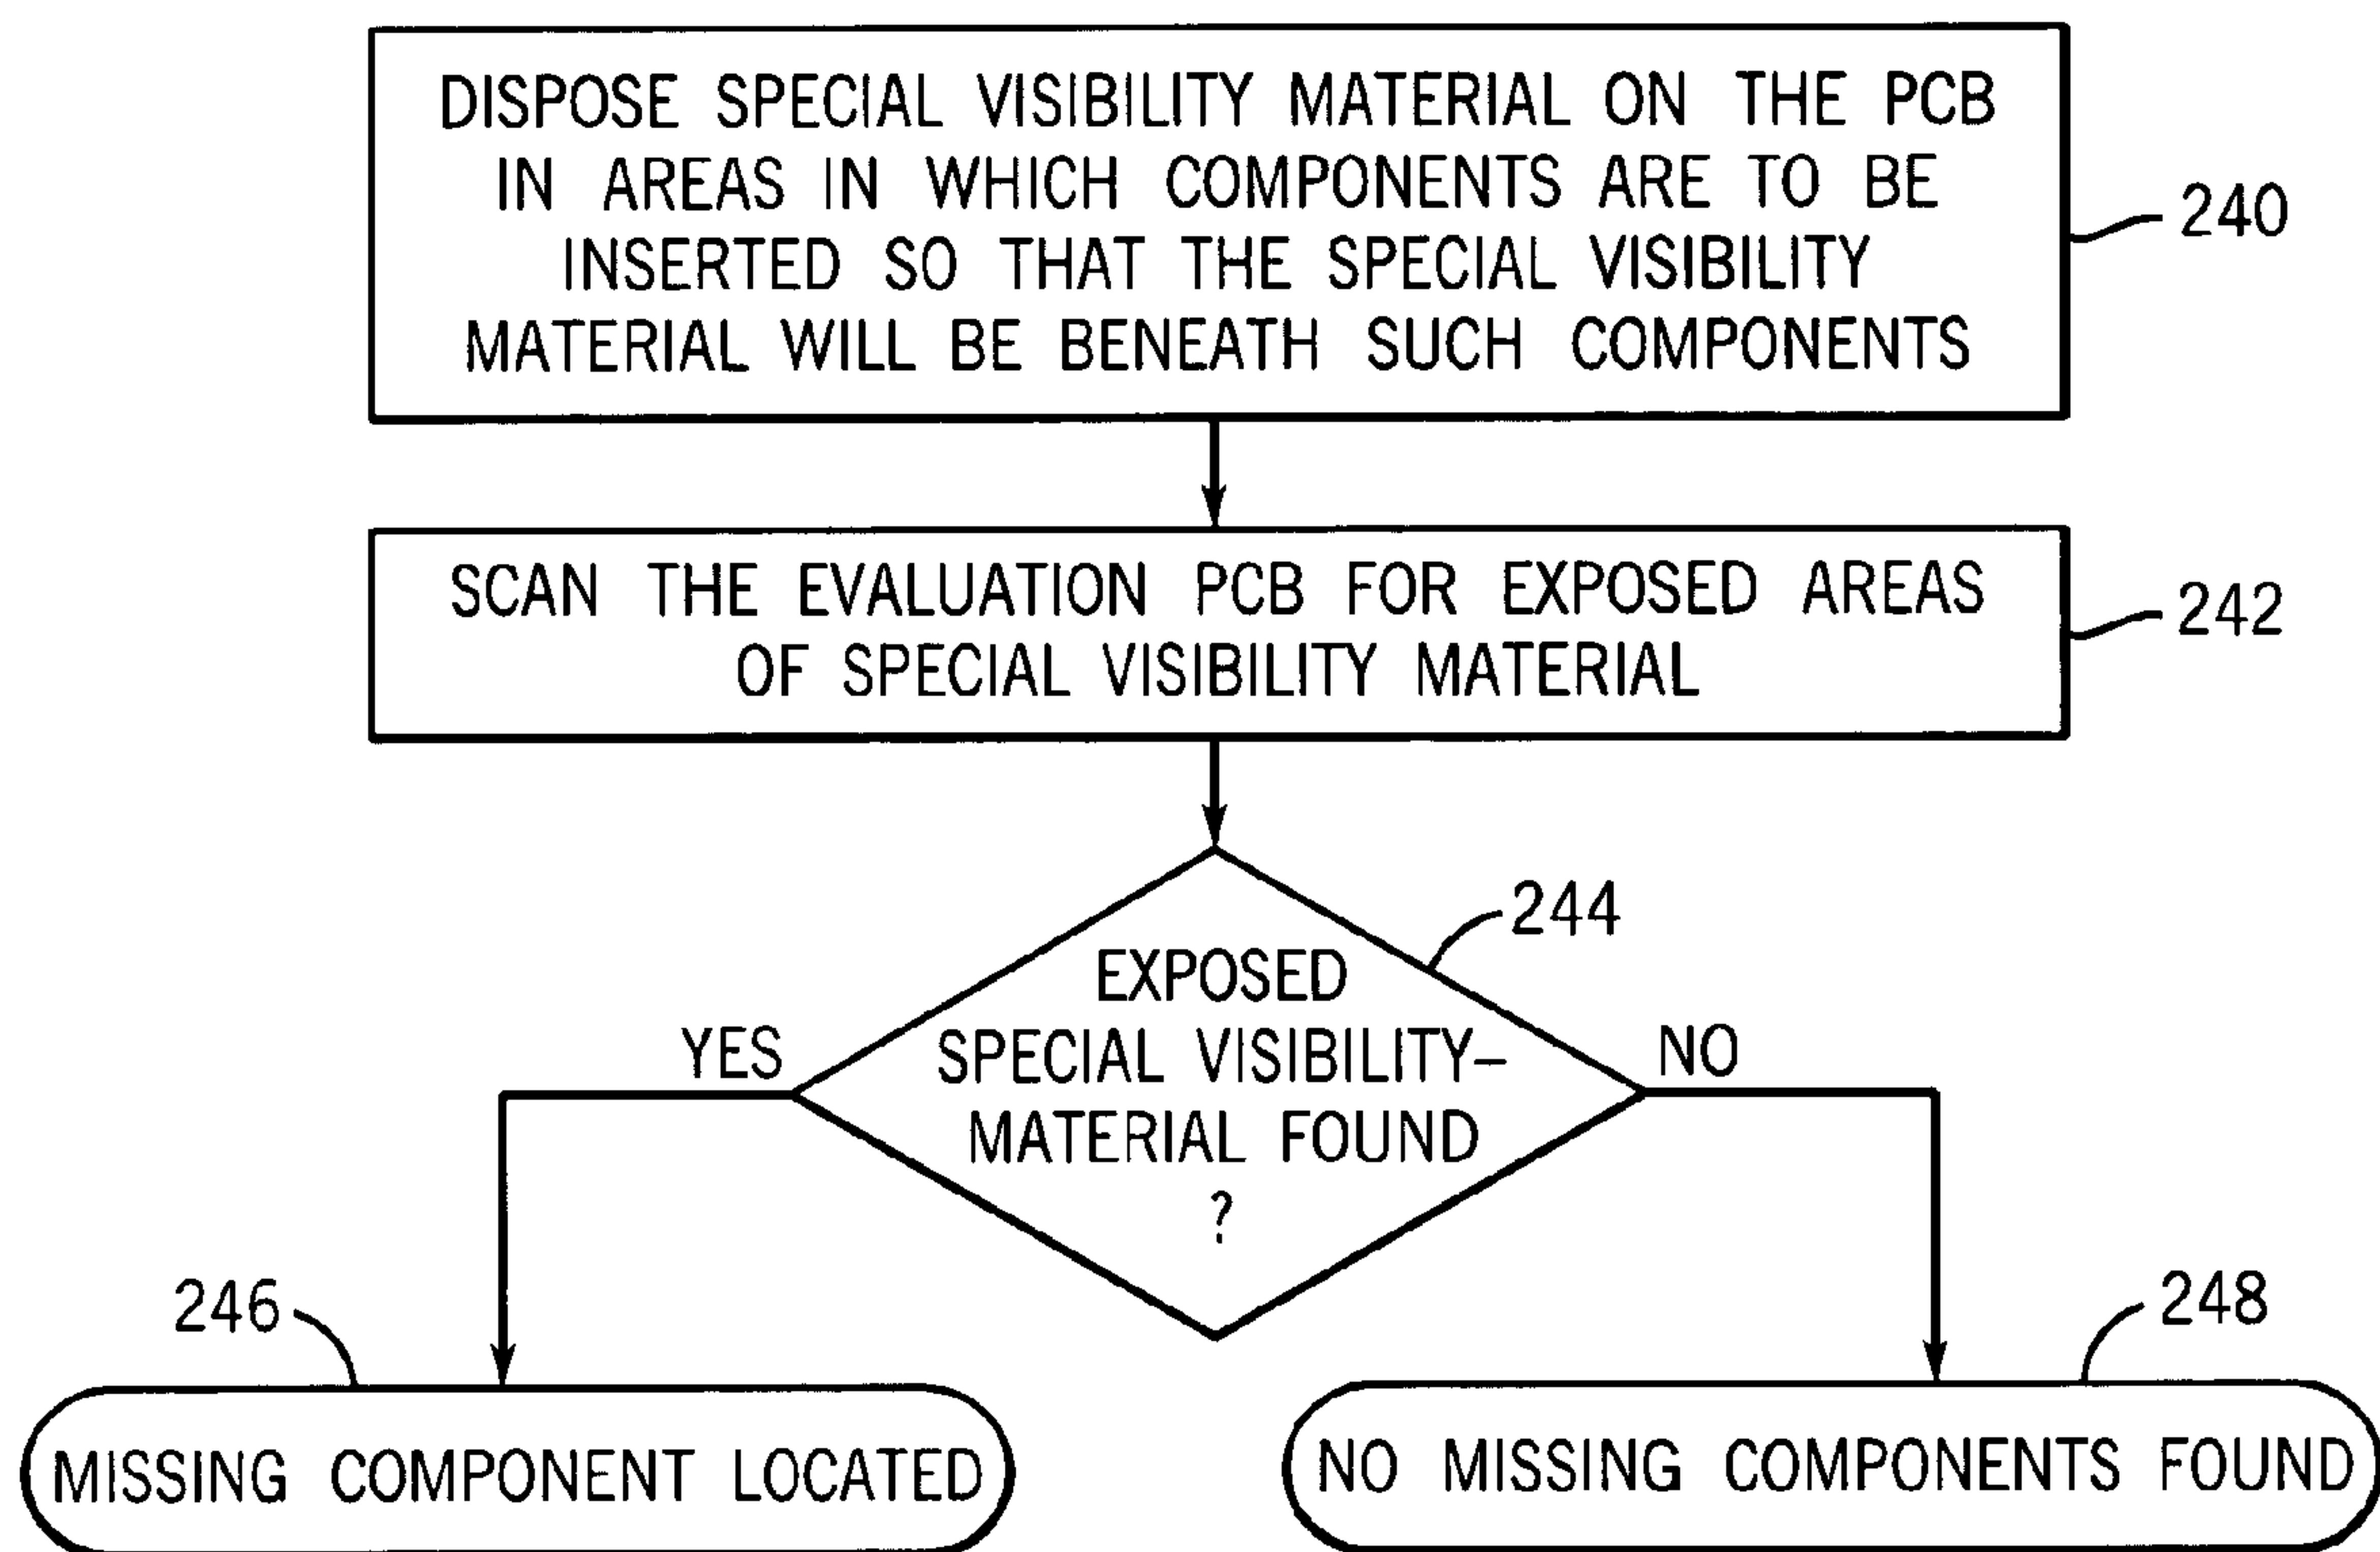 DISPOSE SPECIAL VISIBILITY MATERIAL ON THE PCB
IN AREAS IN WHICH COMPONENTS ARE TO BE
INSERTED SO THAT THE SPECIAL VISIBILITY
MATERIAL WILL BE BENEATH SUCH COMPONENTS
240
SCAN THE EVALUATION PCB FOR EXPOSED AREAS
OF SPECIAL VISIBILITY MATERIAL
242
244
EXPOSED
SPECIAL VISIBILITY–
MATERIAL FOUND
?
YES
NO
246
MISSING COMPONENT LOCATED
248
NO MISSING COMPONENTS FOUND